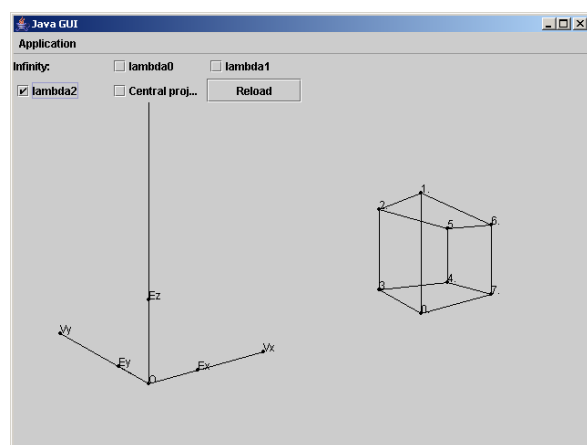 Java GUI
Application
Infinity: lambda0 lambda1
lambda2 Central proj... Reload
1.
2.
6.
5
4.
3
7.
0.
Ez
Vy
Vx
Ey
Ex
O